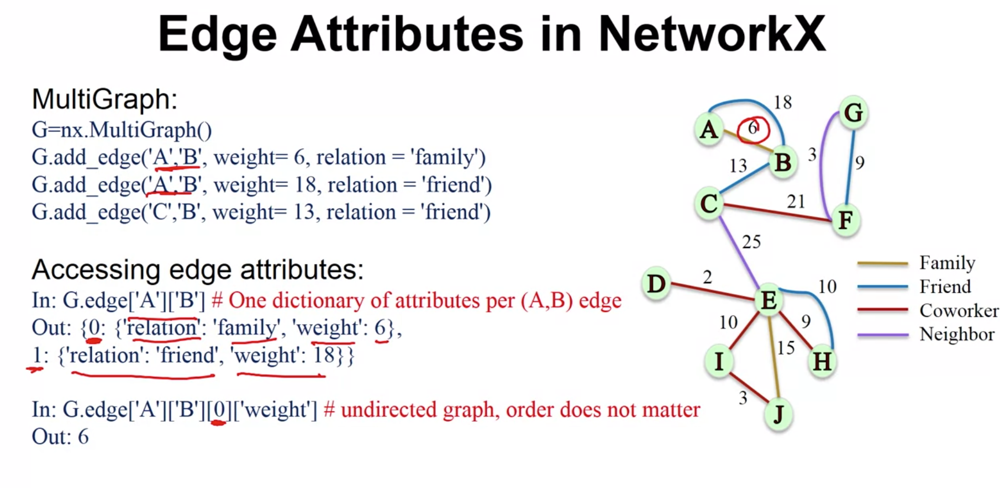 Edge Attributes in NetworkX
MultiGraph:
G=nx.MultiGraph()
G.add_edge('A','B', weight= 6, relation = 'family')
G.add_edge('A','B', weight= 18, relation = 'friend')
G.add_edge('C','B', weight= 13, relation = 'friend')
Accessing edge attributes:
In: G.edge['A']['B'] # One dictionary of attributes per (A,B) edge
Out: {0: {'relation': 'family', 'weight': 6},
1: {'relation': 'friend', 'weight': 18}}
In: G.edge['A']['B'][0]['weight'] # undirected graph, order does not matter
Out: 6
18
G
A
6
3
9
B
13
C
21
F
25
D
2
E
10
10
9
15
I
H
3
J
Family
Friend
Coworker
Neighbor